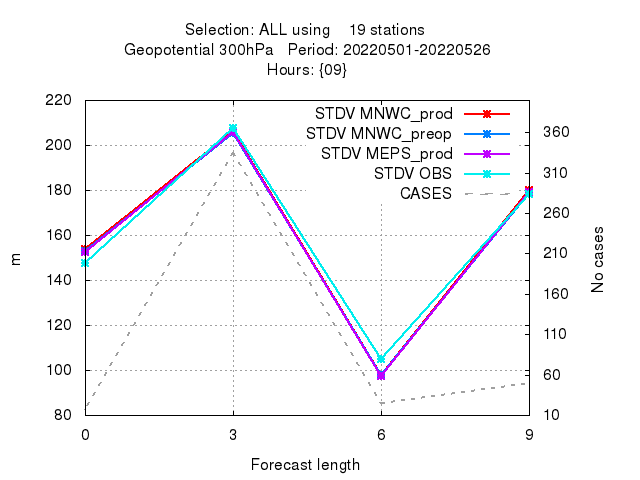 Selection: ALL using 19 stations
Geopotential 300hPa Period: 20220501-20220526
Hours: {09}
STDV MNWC_prod
STDV MNWC_preop
STDV MEPS_prod
STDV OBS
CASES
220
200
180
160
140
120
100
80
m
360
310
260
210
160
110
60
10
No cases
0 3 6 9
Forecast length